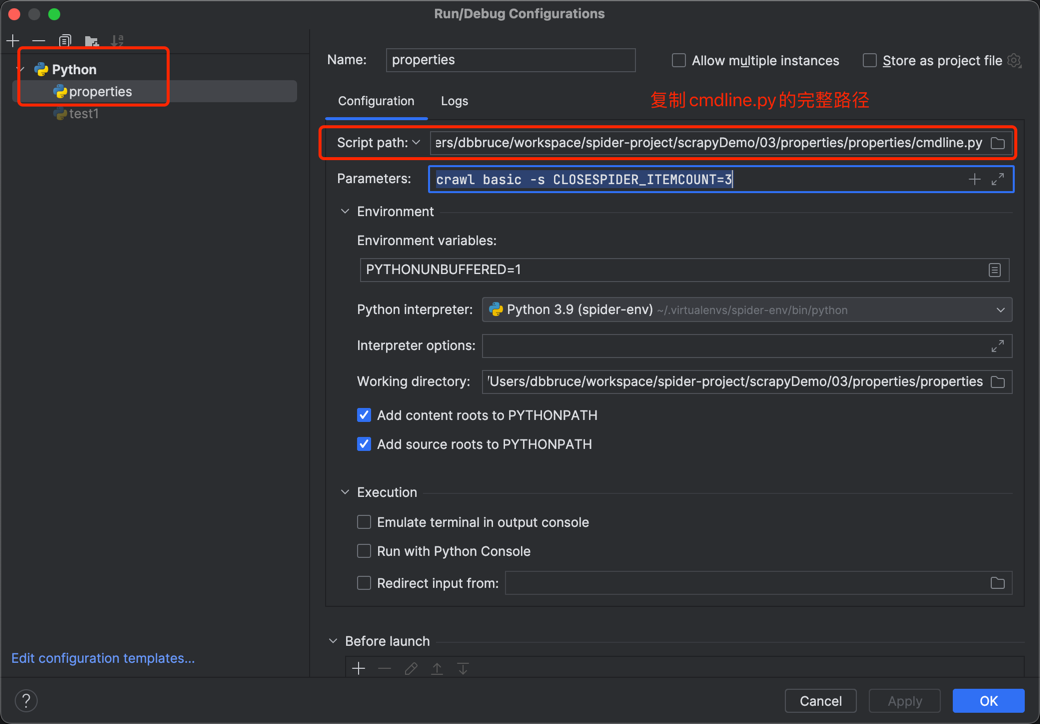 Run/Debug Configurations
Python
properties
test1
Name: properties
Allow multiple instances
Store as project file
Configuration Logs
复制cmdline.py的完整路径
Script path: ers/dbbruce/workspace/spider-project/scrapyDemo/03/properties/properties/cmdline.py
Parameters: crawl basic -s CLOSESPIDER_ITEMCOUNT=3
Environment
Environment variables:
PYTHONUNBUFFERED=1
Python interpreter: Python 3.9 (spider-env) ~/.virtualenvs/spider-env/bin/python
Interpreter options:
Working directory: 'Users/dbbruce/workspace/spider-project/scrapyDemo/03/properties/properties
Add content roots to PYTHONPATH
Add source roots to PYTHONPATH
Execution
Emulate terminal in output console
Run with Python Console
Redirect input from:
Before launch
Edit configuration templates...
? Cancel Apply OK